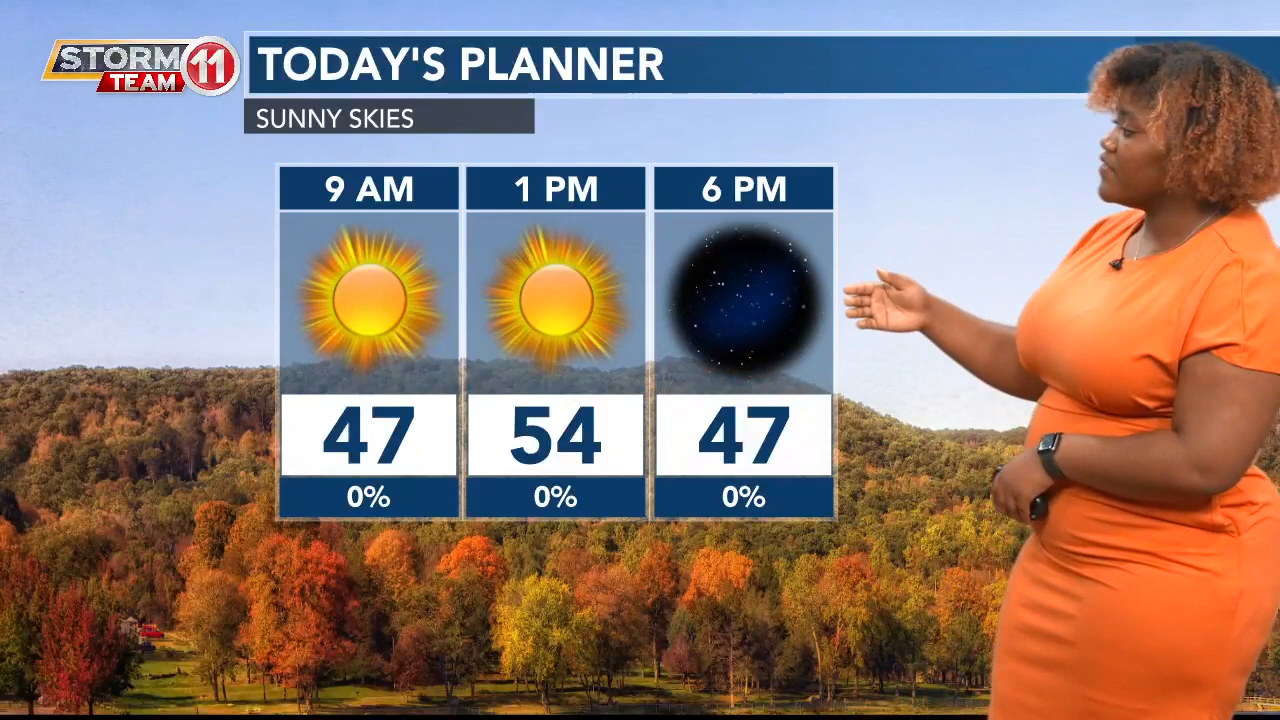 STORM
TEAM 11
TODAY'S PLANNER
SUNNY SKIES
9 AM 1 PM 6 PM
47 54 47
0% 0% 0%